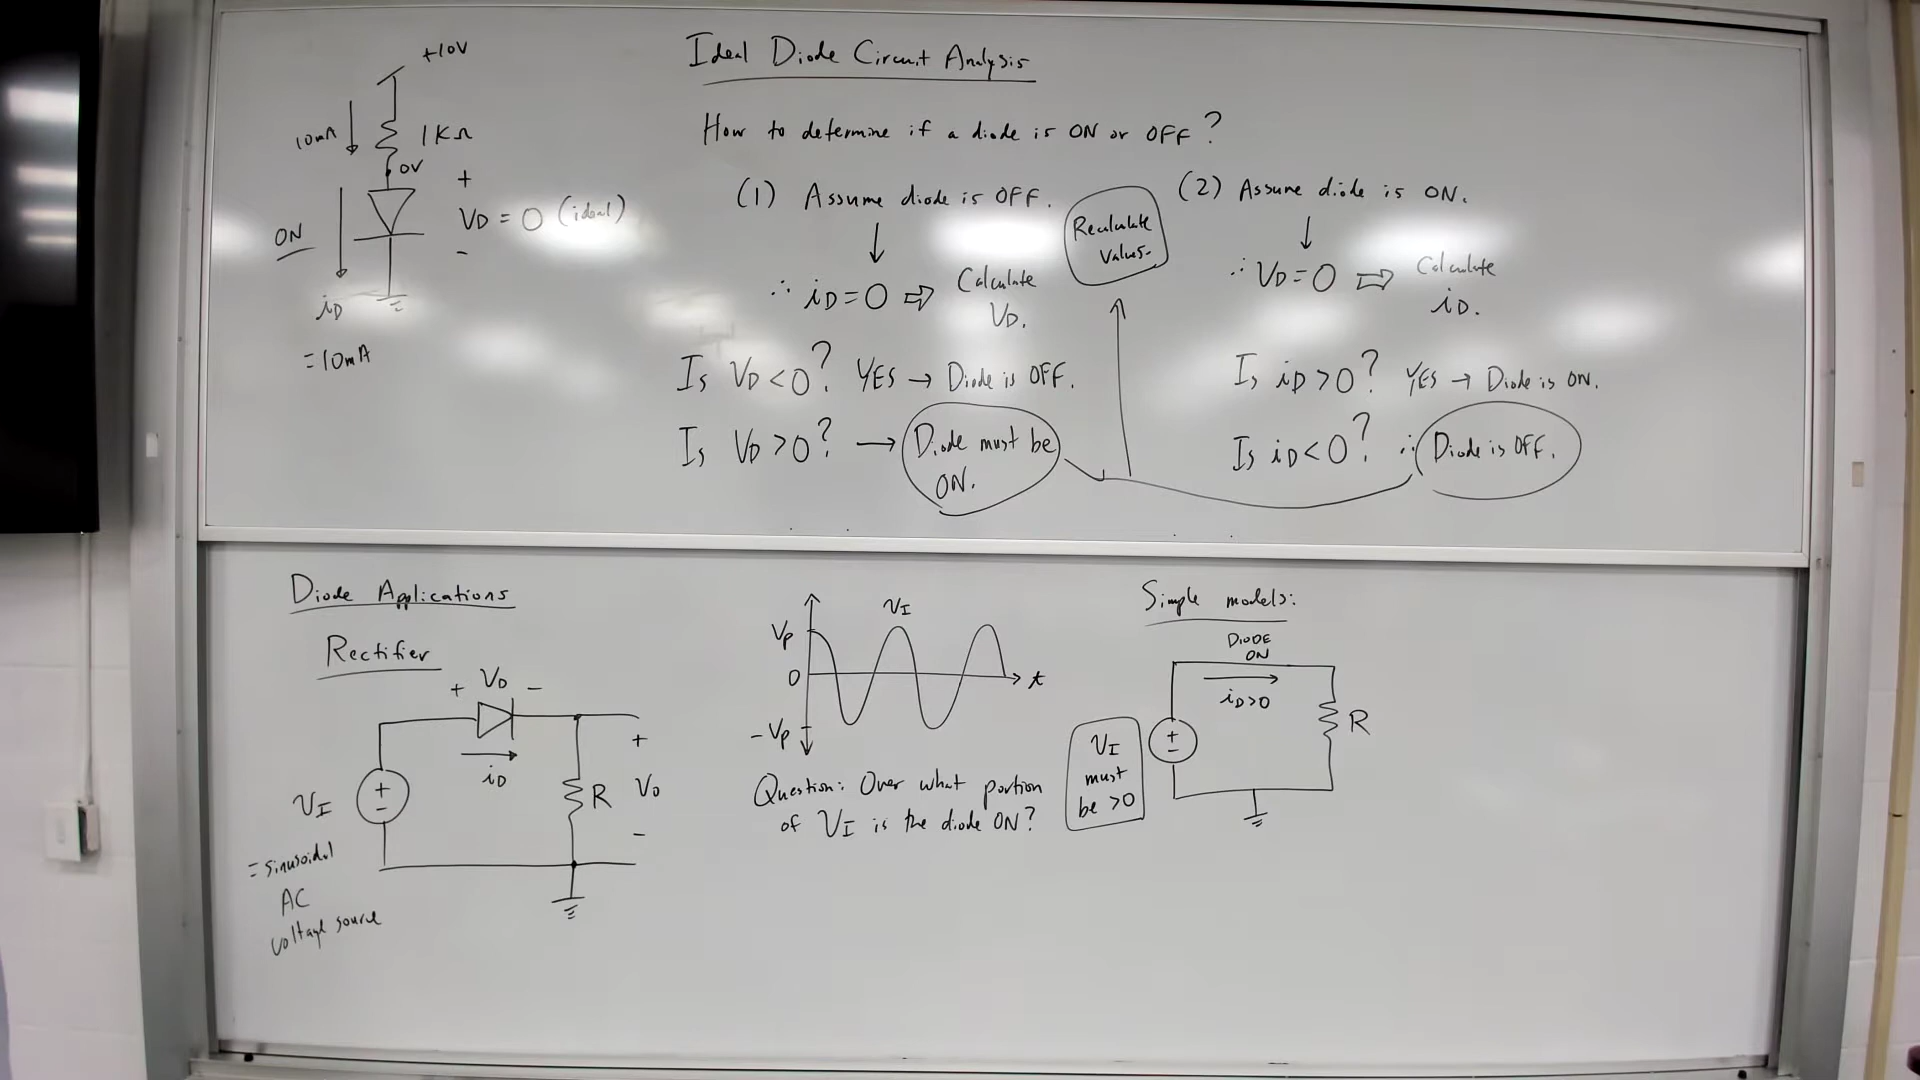 Ideal Diode Circuit Analysis
How to determine if a diode is ON or OFF?
+10V
10mA
1KΩ
0V
+
VD = 0 (ideal)
-
ON
iD
= 10mA
(1) Assume diode is OFF.
∴ iD = 0 ⇨ Calculate
VD.
Is VD < 0? YES → Diode is OFF.
Is VD > 0? → Diode must be
ON.
Recalculate
Values.
(2) Assume diode is ON.
∴ VD = 0 ⇨ Calculate
iD.
Is iD > 0? YES → Diode is ON.
Is iD < 0? ∴ Diode is OFF.
Diode Applications
Rectifier
+ VD -
iD
VI
+
-
= sinusoidal
AC
voltage source
R
+
Vo
-
VI
Vp
0
t
-Vp
Question: Over what portion
of VI is the diode ON?
Simple models:
DIODE
ON
iD>0
VI
must
be >0
+
-
R